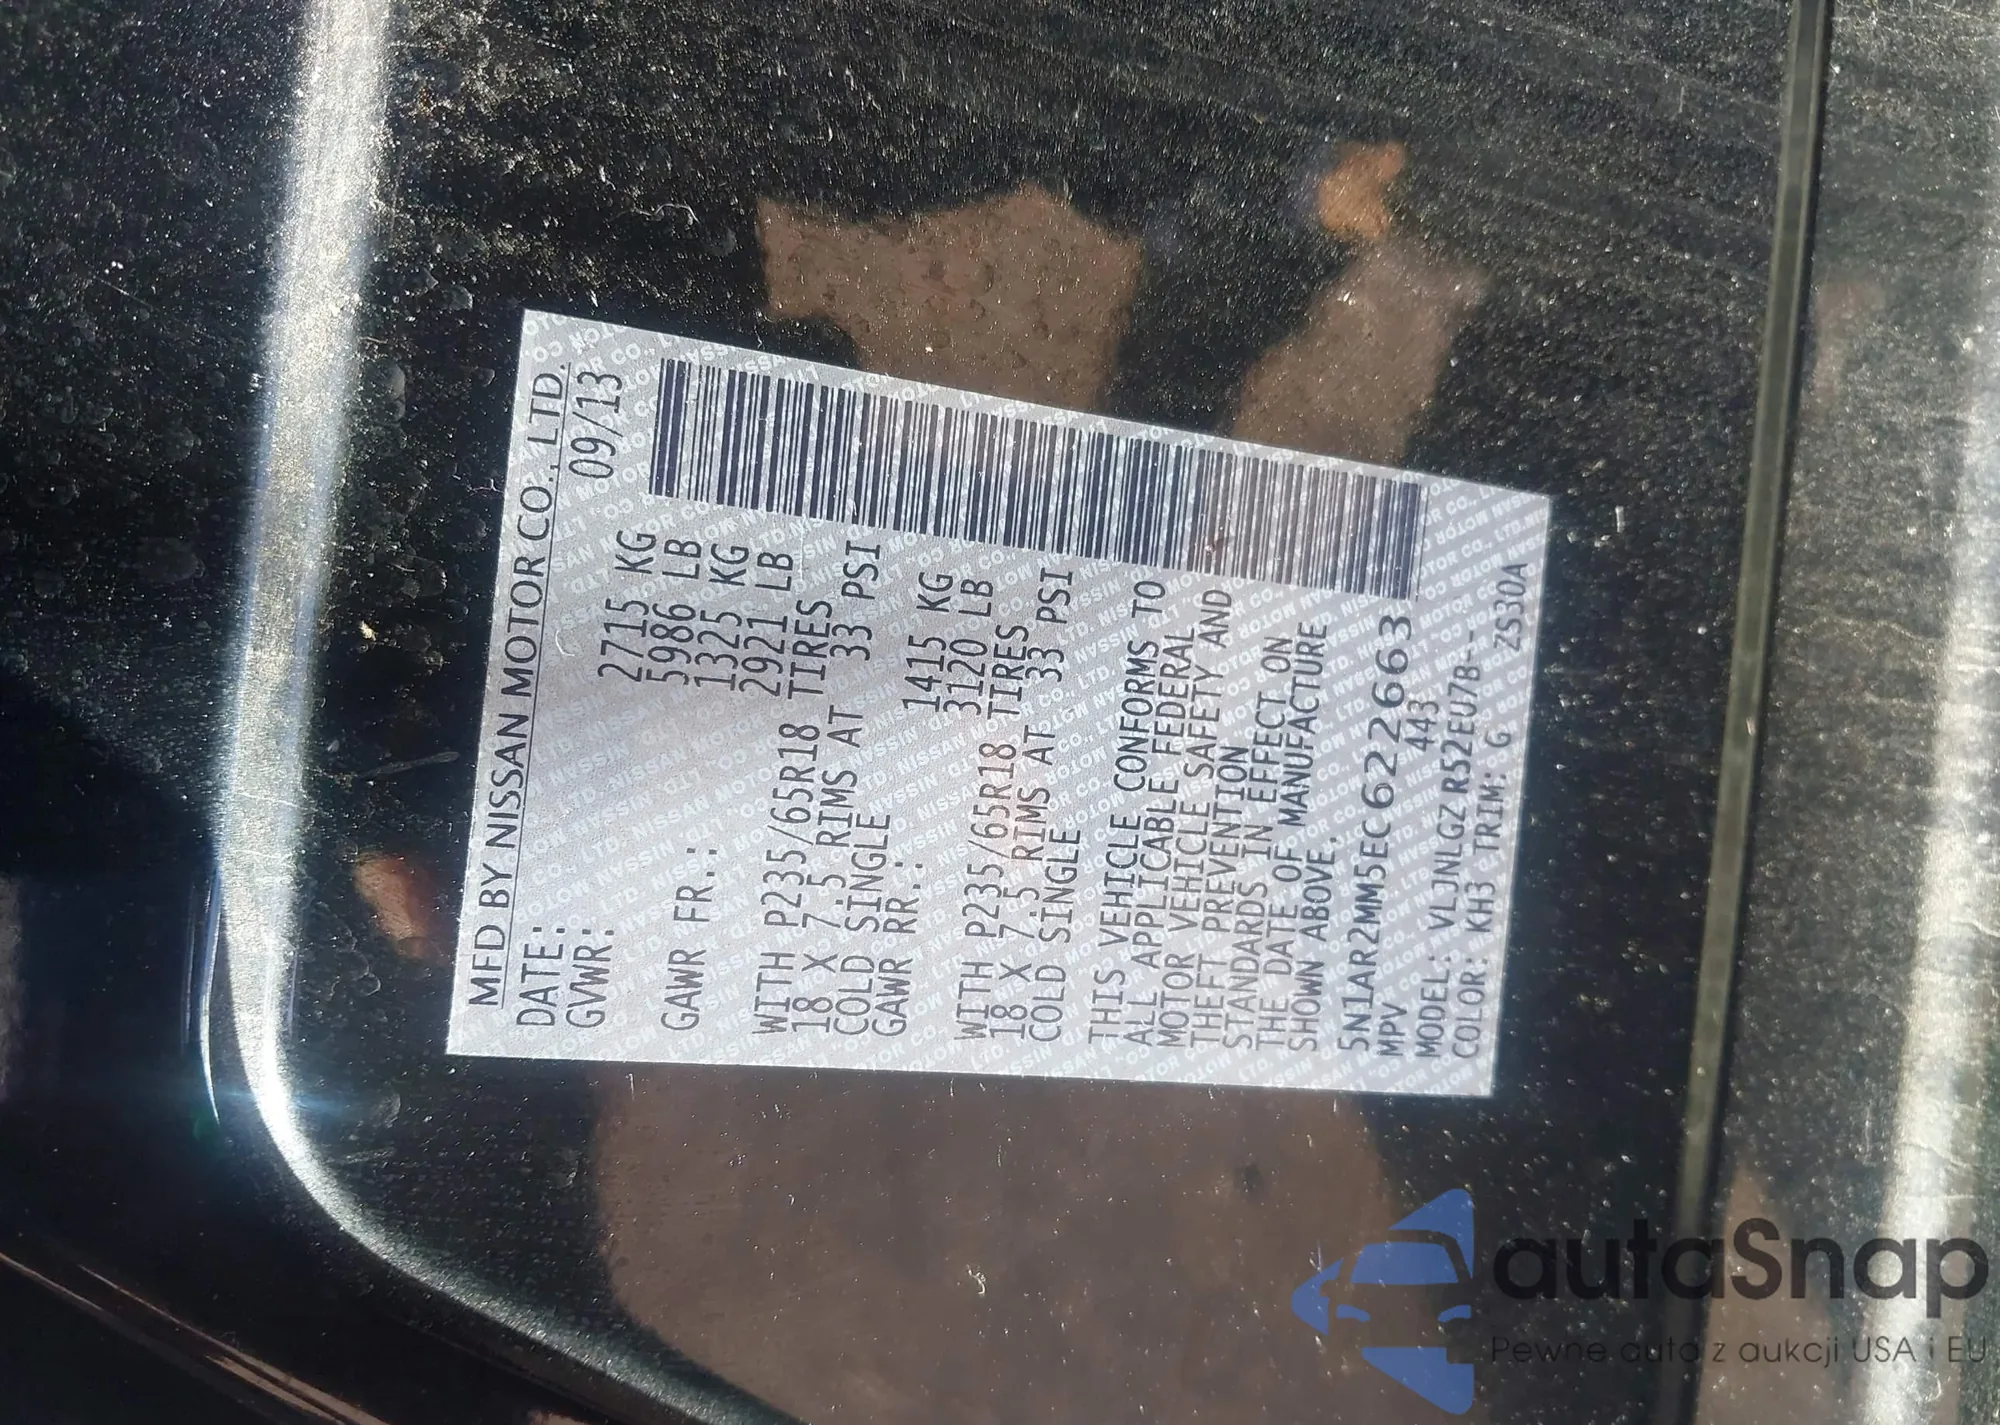 MFD BY NISSAN MOTOR CO., LTD.
DATE: 09/13
GVWR: 2715 KG
5986 LB
GAWR FR.: 1325 KG
2921 LB
WITH P235/65R18 TIRES
18 X 7.5 RIMS AT 33 PSI
COLD SINGLE
GAWR RR.: 1415 KG
3120 LB
WITH P235/65R18 TIRES
18 X 7.5 RIMS AT 33 PSI
COLD SINGLE
THIS VEHICLE CONFORMS TO
ALL APPLICABLE FEDERAL
MOTOR VEHICLE SAFETY AND
THEFT PREVENTION
STANDARDS IN EFFECT ON
THE DATE OF MANUFACTURE
SHOWN ABOVE.
5N1AR2MM5EC622663
MPV 443
MODEL: VLJNLGZ R52EU7B---
COLOR: KH3 TRIM: G ZS30A
autaSnap
Pewne auta z aukcji USA i EU